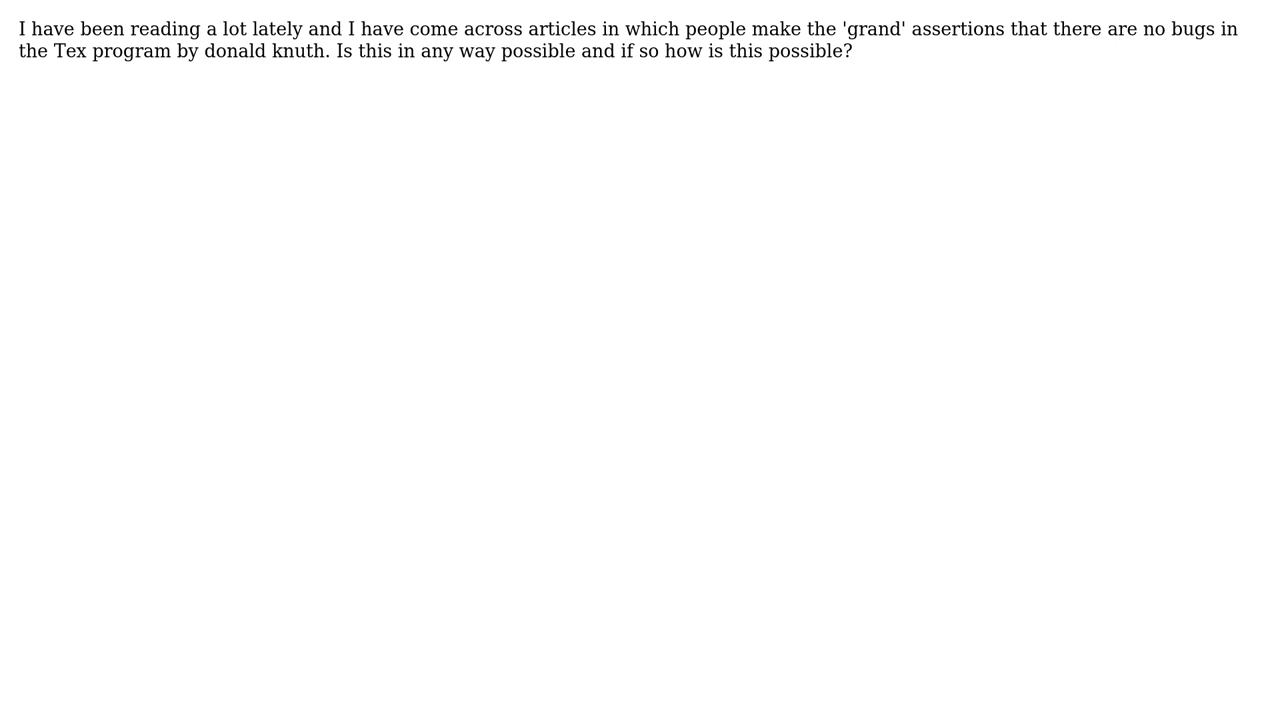 I have been reading a lot lately and I have come across articles in which people make the 'grand' assertions that there are no bugs in
the Tex program by donald knuth. Is this in any way possible and if so how is this possible?